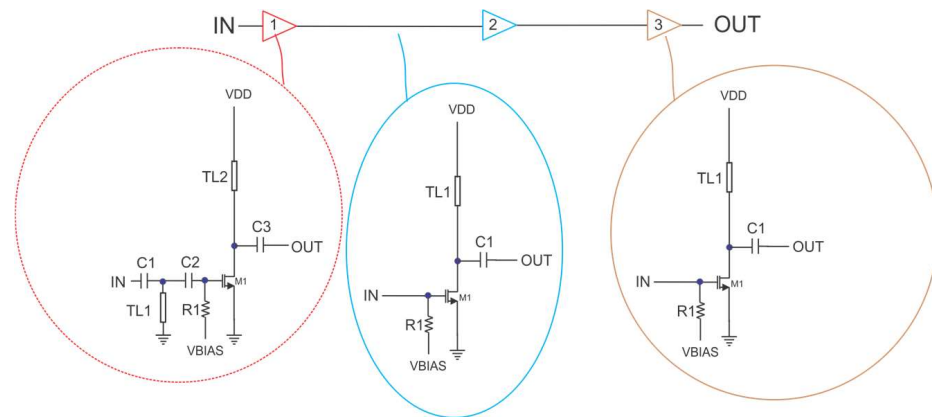 IN 1 2 3 OUT
VDD
TL2
C3
OUT
C1 C2
IN
M1
TL1
R1
VBIAS
VDD
TL1
C1
OUT
IN
M1
R1
VBIAS
VDD
TL1
C1
OUT
IN
M1
R1
VBIAS